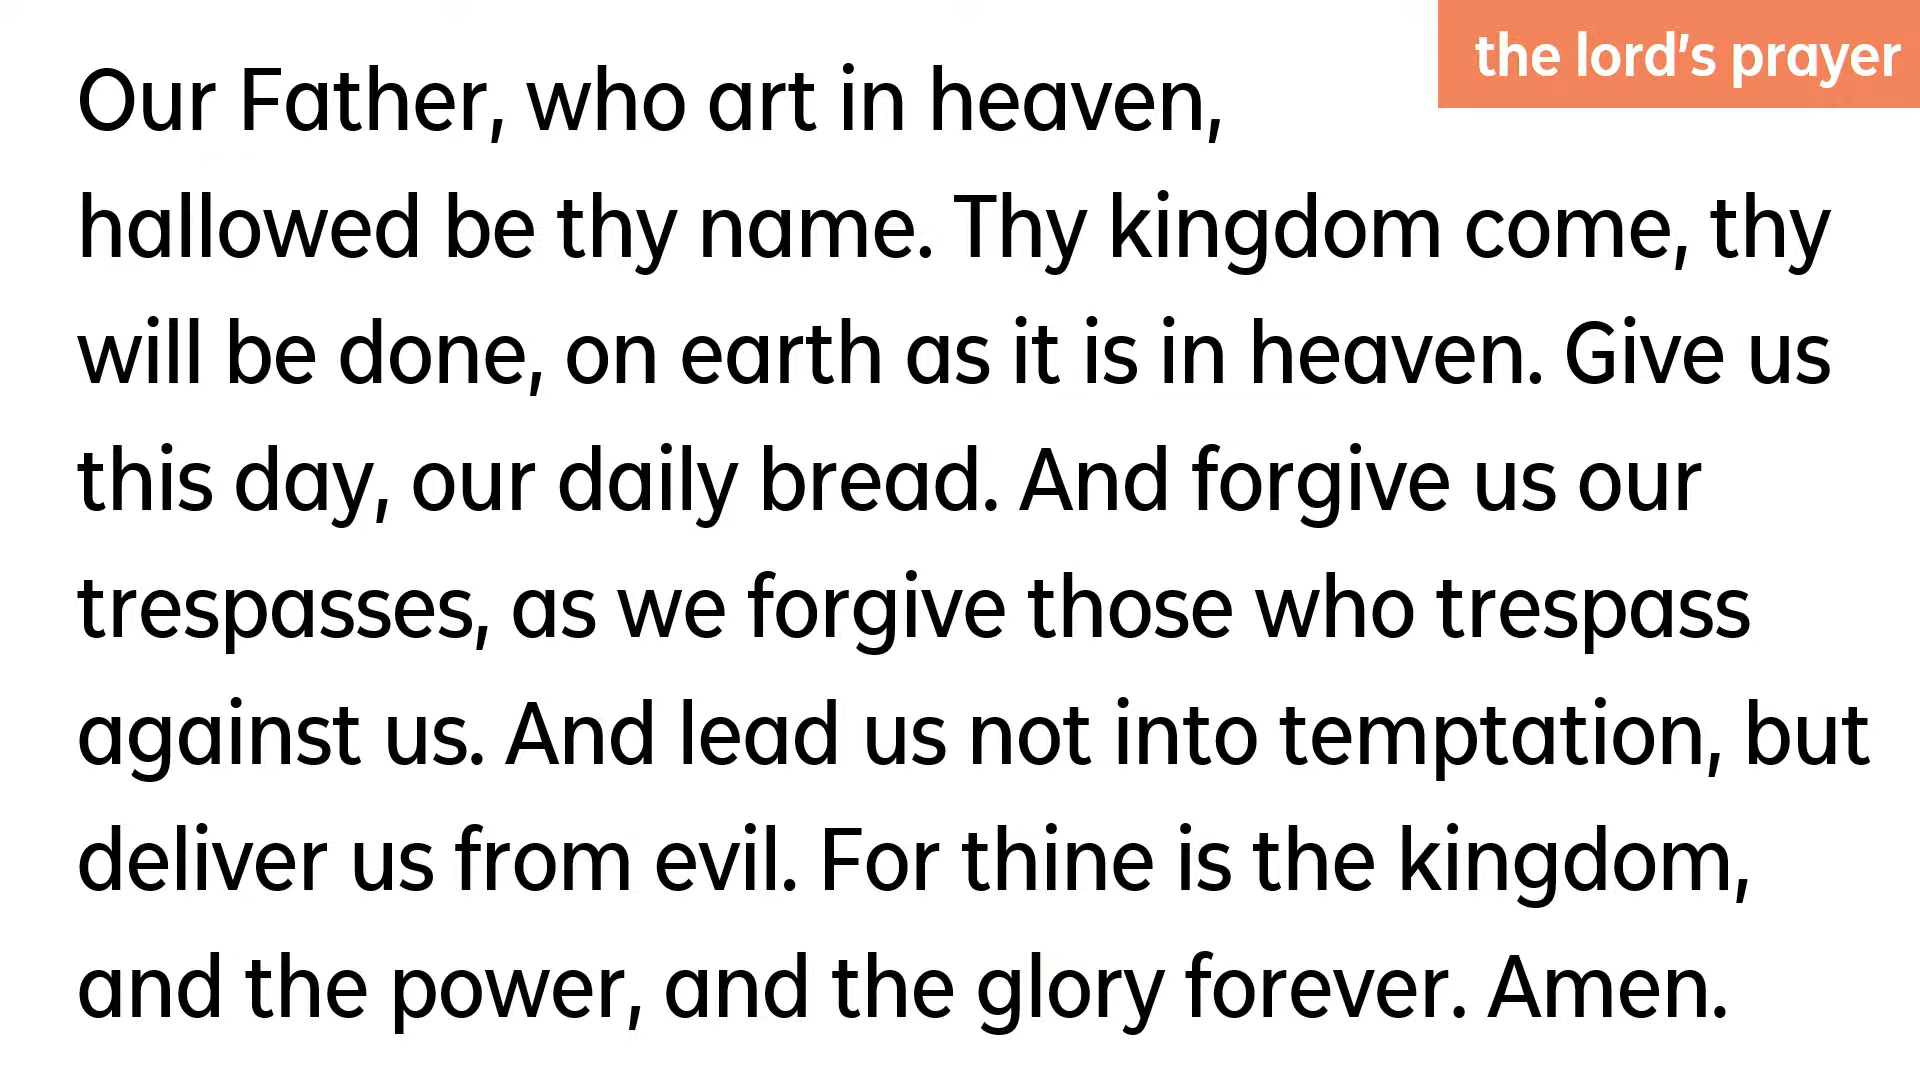 the lord's prayer
Our Father, who art in heaven,
hallowed be thy name. Thy kingdom come, thy
will be done, on earth as it is in heaven. Give us
this day, our daily bread. And forgive us our
trespasses, as we forgive those who trespass
against us. And lead us not into temptation, but
deliver us from evil. For thine is the kingdom,
and the power, and the glory forever. Amen.